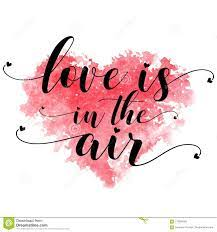 love is
in the
air